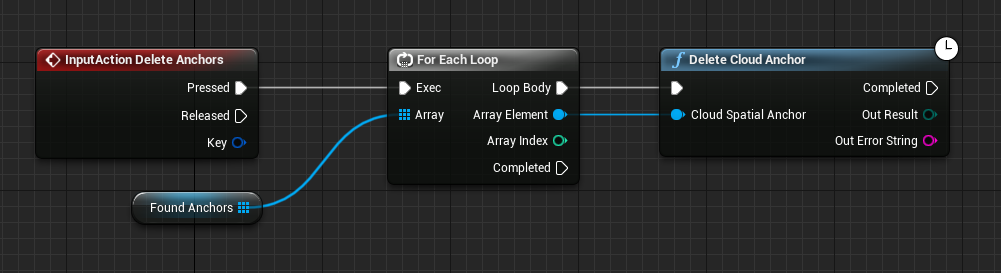 InputAction Delete Anchors
Pressed
Released
Key
Found Anchors
For Each Loop
Exec Loop Body
Array Array Element
Array Index
Completed
f Delete Cloud Anchor
Completed
Cloud Spatial Anchor Out Result
Out Error String